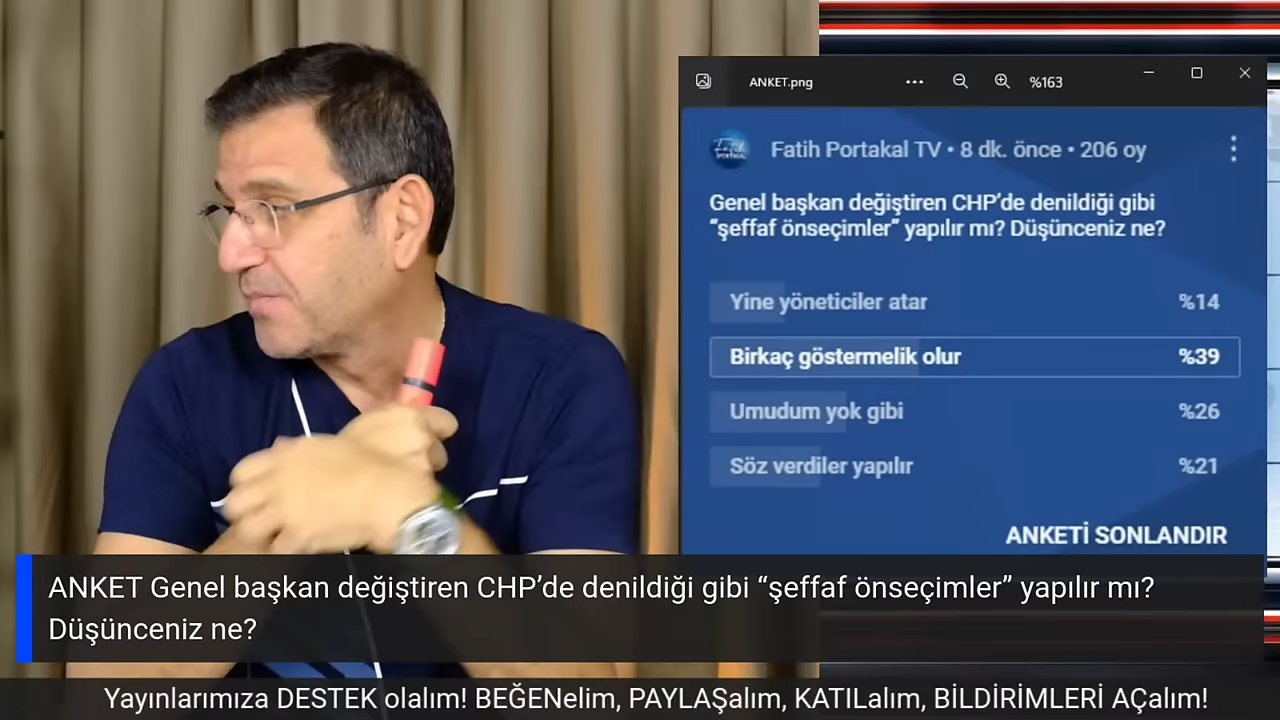 ANKET.png
%163
Fatih Portakal TV • 8 dk. önce • 206 oy
Genel başkan değiştiren CHP’de denildiği gibi
“şeffaf önseçimler” yapılır mı? Düşünceniz ne?
Yine yöneticiler atar %14
Birkaç göstermelik olur %39
Umudum yok gibi %26
Söz verdiler yapılır %21
ANKETİ SONLANDIR
ANKET Genel başkan değiştiren CHP’de denildiği gibi “şeffaf önseçimler” yapılır mı?
Düşünceniz ne?
Yayınlarımıza DESTEK olalım! BEĞENelim, PAYLAŞalım, KATILalım, BİLDİRİMLERİ AÇalım!